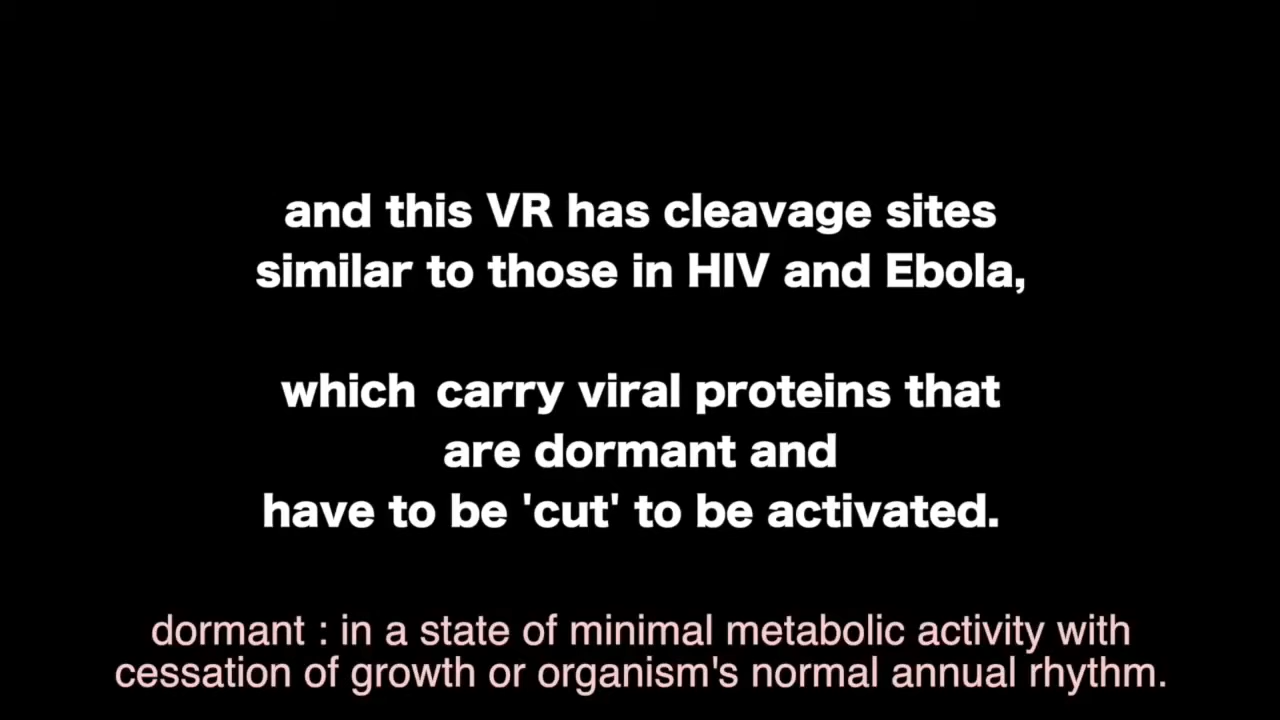 and this VR has cleavage sites
similar to those in HIV and Ebola,
which carry viral proteins that
are dormant and
have to be 'cut' to be activated.
dormant : in a state of minimal metabolic activity with
cessation of growth or organism's normal annual rhythm.